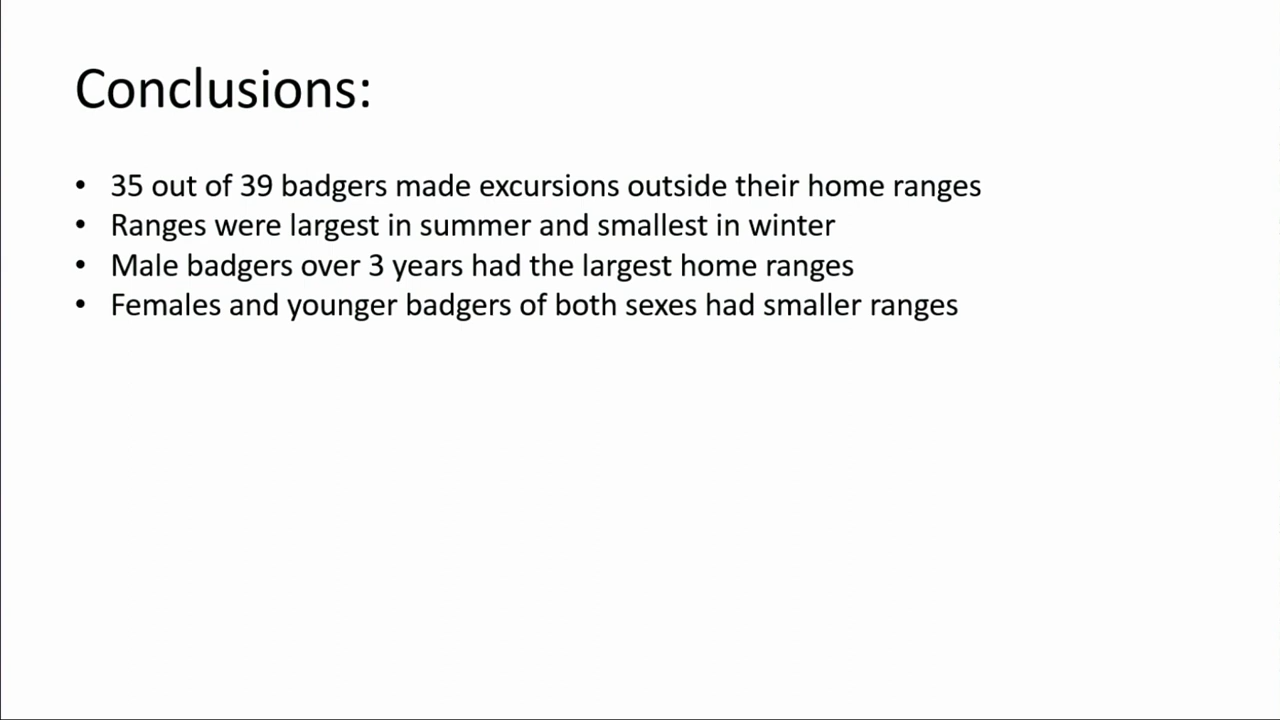 Conclusions:
• 35 out of 39 badgers made excursions outside their home ranges
• Ranges were largest in summer and smallest in winter
• Male badgers over 3 years had the largest home ranges
• Females and younger badgers of both sexes had smaller ranges